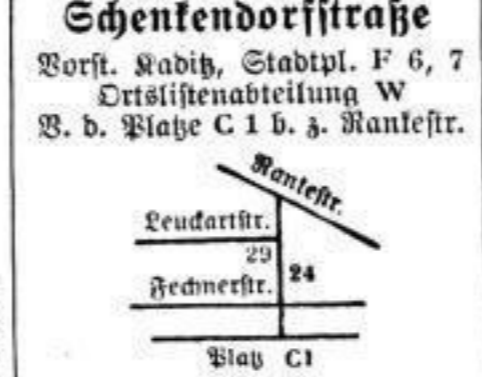 Schenkendorfstraße
Vorst. Kaditz, Stadtpl. F 6, 7
Ortslistenabteilung W
V. d. Platze C 1 b. z. Rankestr.
Rankestr.
Leuckartstr.
29
24
Fechnerstr.
Platz C1